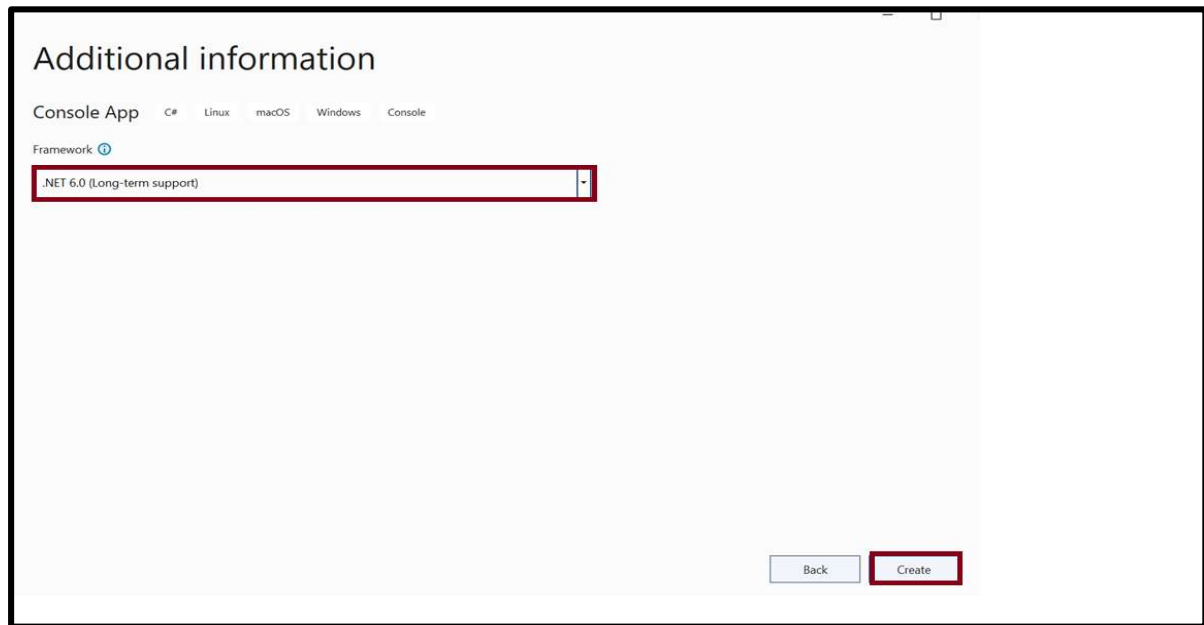 Additional information
Console App C# Linux macOS Windows Console
Framework
.NET 6.0 (Long-term support)
Back Create